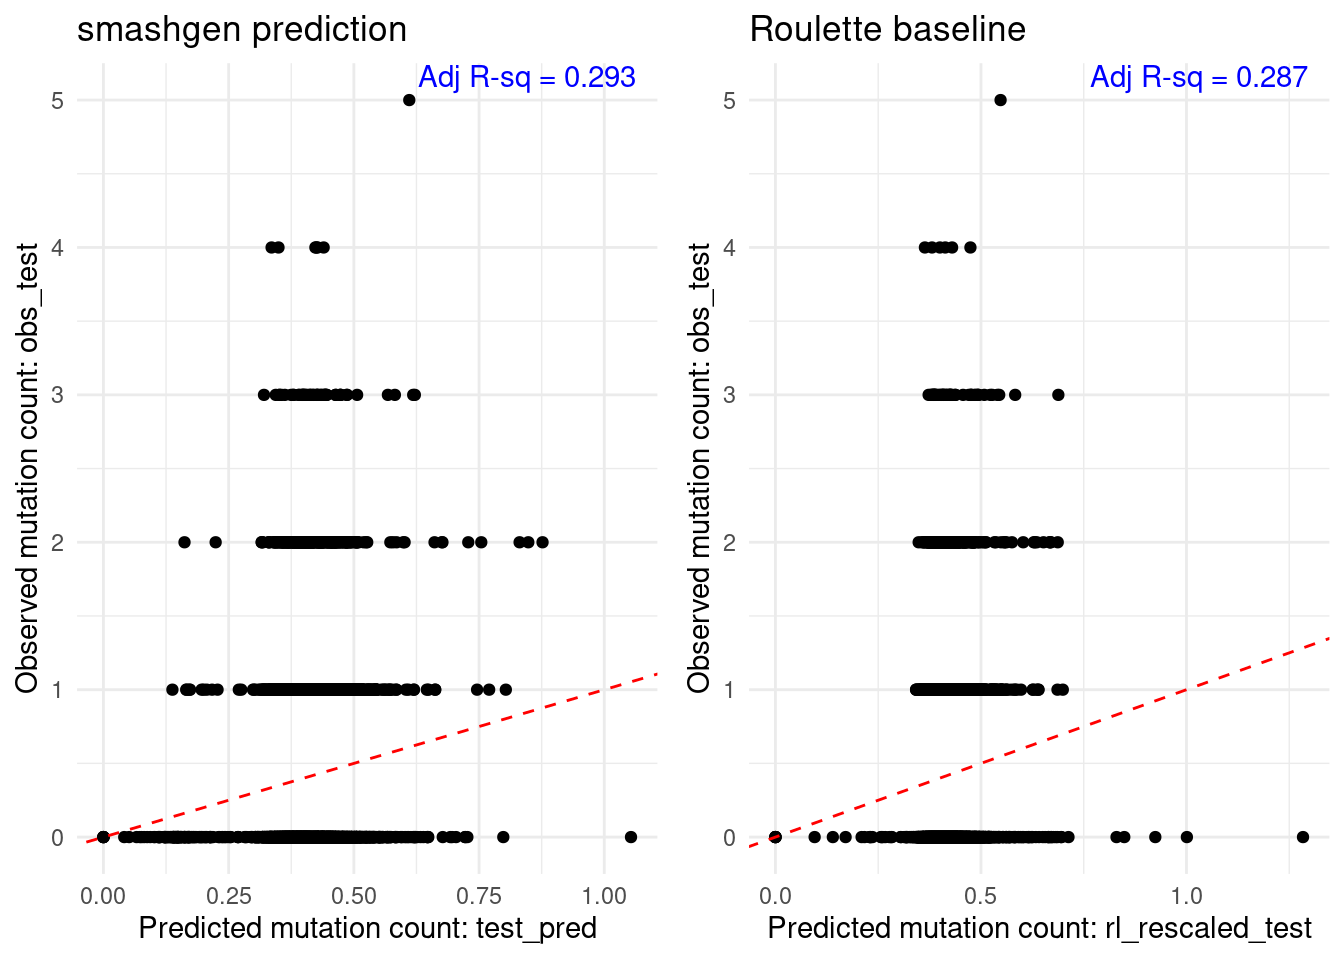 smashgen prediction
Adj R-sq = 0.293
5
4
3
2
1
0
Observed mutation count: obs_test
0.00
0.25
0.50
0.75
1.00
Predicted mutation count: test_pred
Roulette baseline
Adj R-sq = 0.287
5
4
3
2
1
0
Observed mutation count: obs_test
0.0
0.5
1.0
Predicted mutation count: rl_rescaled_test